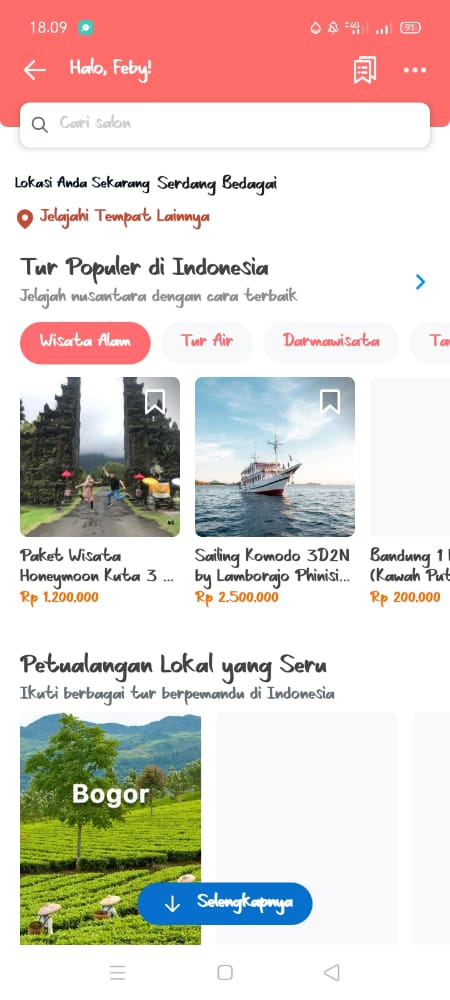 18.09
4G
91
Halo, Feby!
Cari salon
Lokasi Anda Sekarang Serdang Bedagai
Jelajahi Tempat Lainnya
Tur Populer di Indonesia
Jelajah nusantara dengan cara terbaik
Wisata Alam Tur Air Darmawisata Ta
Paket Wisata Honeymoon Kuta 3 ...
Rp 1.200.000
Sailing Komodo 3D2N by Lamborajo Phinisi...
Rp 2.500.000
Bandung 1
(Kawah Put
Rp 200.000
Petualangan Lokal yang Seru
Ikuti berbagai tur berpemandu di Indonesia
Bogor
Selengkapnya